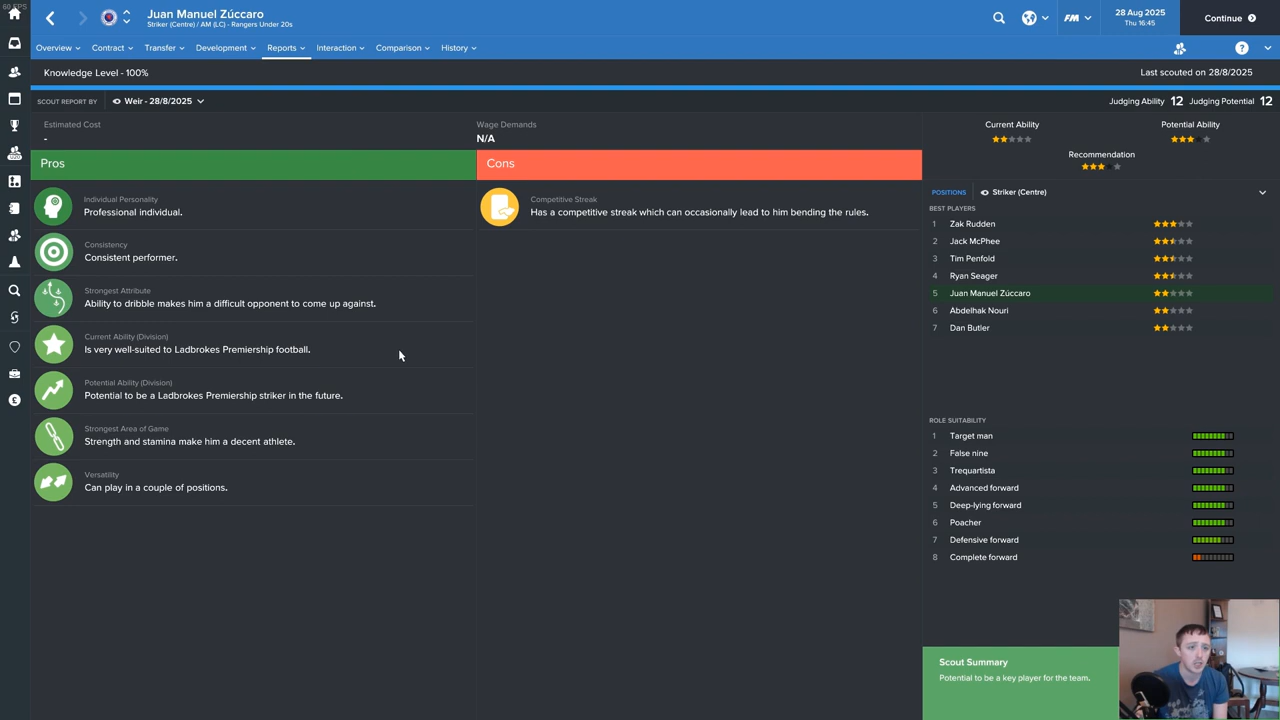 60 FPS
Juan Manuel Zúccaro
Striker (Centre) / AM (LC) - Rangers Under 20s
FM
28 Aug 2025
Thu 16:45
Continue
Overview
Contract
Transfer
Development
Reports
Interaction
Comparison
History
?
Knowledge Level - 100%
Last scouted on 28/8/2025
SCOUT REPORT BY
Weir - 28/8/2025
Judging Ability 12
Judging Potential 12
Estimated Cost
-
Wage Demands
N/A
Current Ability
Potential Ability
Recommendation
Pros
Individual Personality
Professional individual.
Consistency
Consistent performer.
Strongest Attribute
Ability to dribble makes him a difficult opponent to come up against.
Current Ability (Division)
Is very well-suited to Ladbrokes Premiership football.
Potential Ability (Division)
Potential to be a Ladbrokes Premiership striker in the future.
Strongest Area of Game
Strength and stamina make him a decent athlete.
Versatility
Can play in a couple of positions.
Cons
Competitive Streak
Has a competitive streak which can occasionally lead to him bending the rules.
POSITIONS
Striker (Centre)
BEST PLAYERS
1 Zak Rudden
2 Jack McPhee
3 Tim Penfold
4 Ryan Seager
5 Juan Manuel Zúccaro
6 Abdelhak Nouri
7 Dan Butler
ROLE SUITABILITY
1 Target man
2 False nine
3 Trequartista
4 Advanced forward
5 Deep-lying forward
6 Poacher
7 Defensive forward
8 Complete forward
Scout Summary
Potential to be a key player for the team.